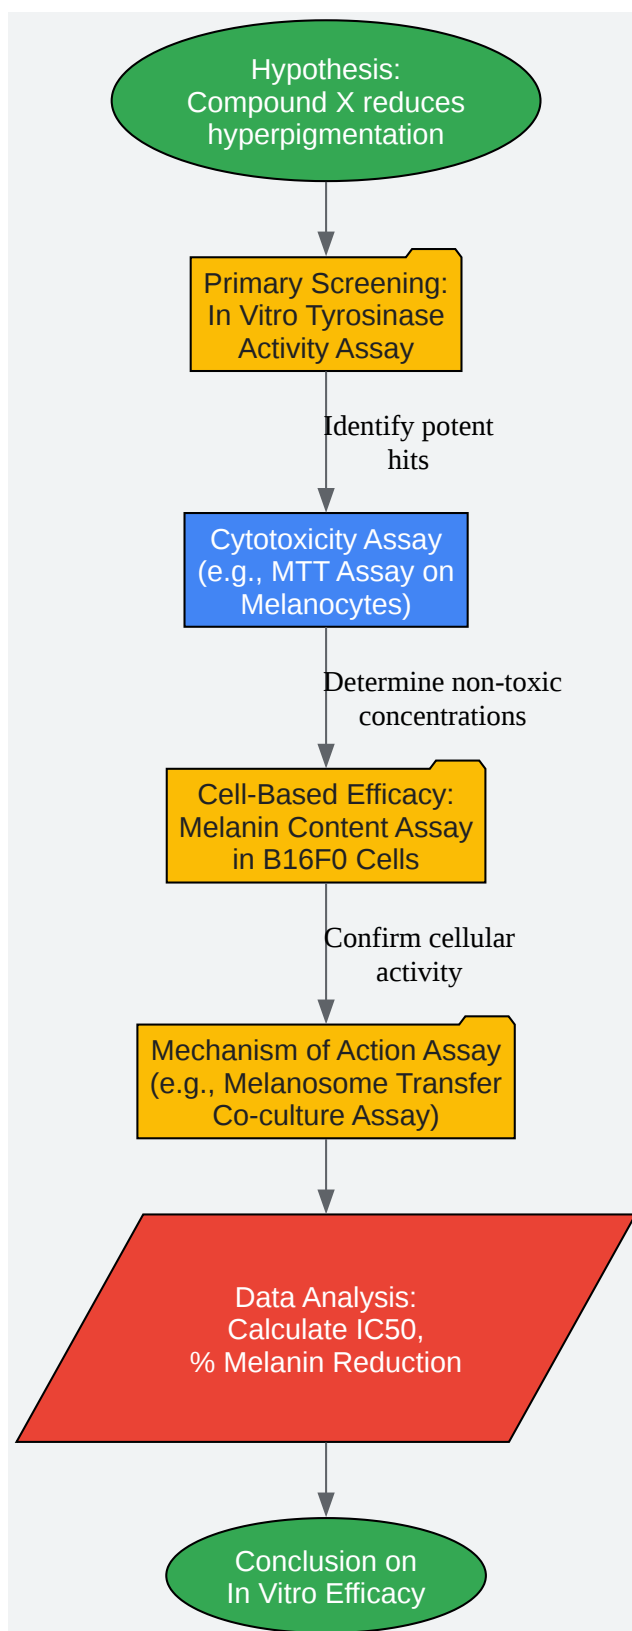 Hypothesis:
Compound X reduces
hyperpigmentation
Primary Screening:
In Vitro Tyrosinase
Activity Assay
Identify potent
hits
Cytotoxicity Assay
(e.g., MTT Assay on
Melanocytes)
Determine non-toxic
concentrations
Cell-Based Efficacy:
Melanin Content Assay
in B16F0 Cells
Confirm cellular
activity
Mechanism of Action Assay
(e.g., Melanosome Transfer
Co-culture Assay)
Data Analysis:
Calculate IC50,
% Melanin Reduction
Conclusion on
In Vitro Efficacy